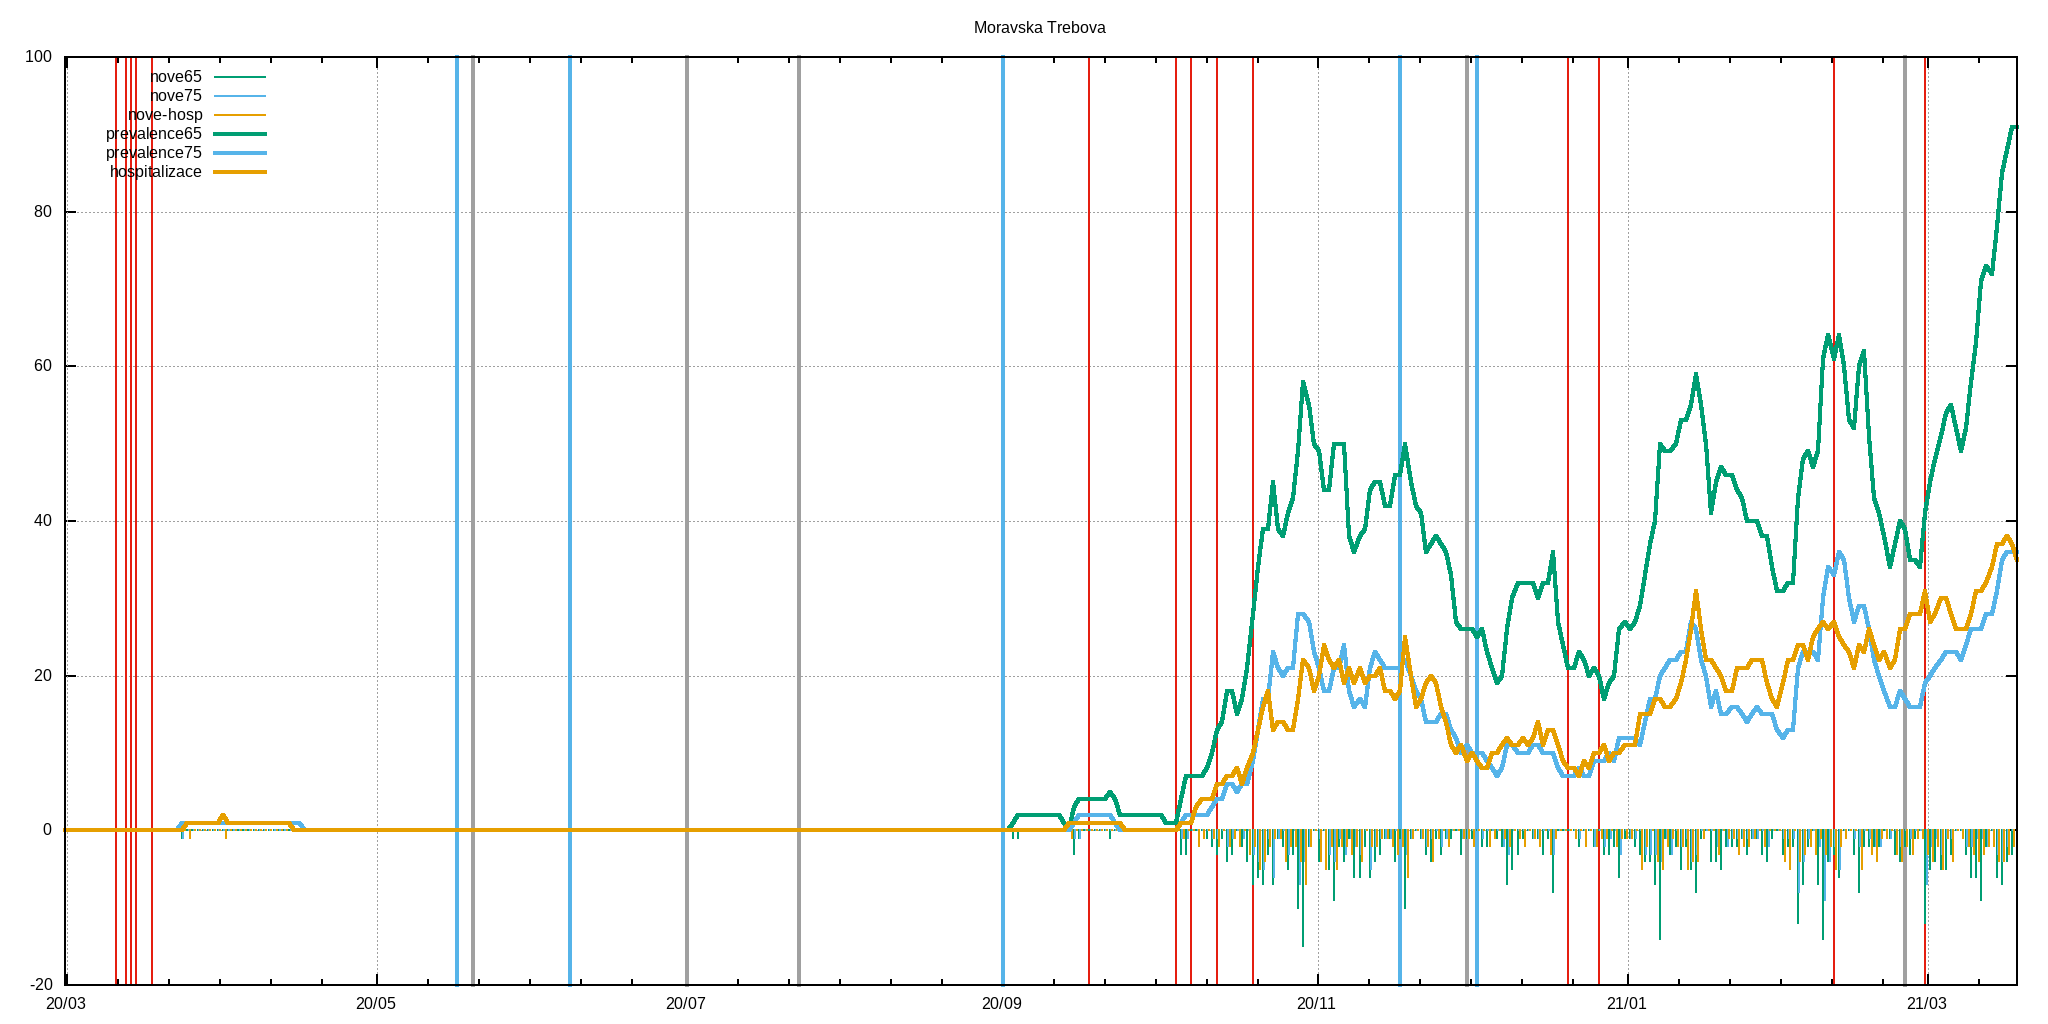 Moravska Trebova
100
nove65
nove75
nove-hosp
prevalence65
prevalence75
hospitalizace
80
60
40
20
0
-20
20/03 20/05 20/07 20/09 20/11 21/01 21/03